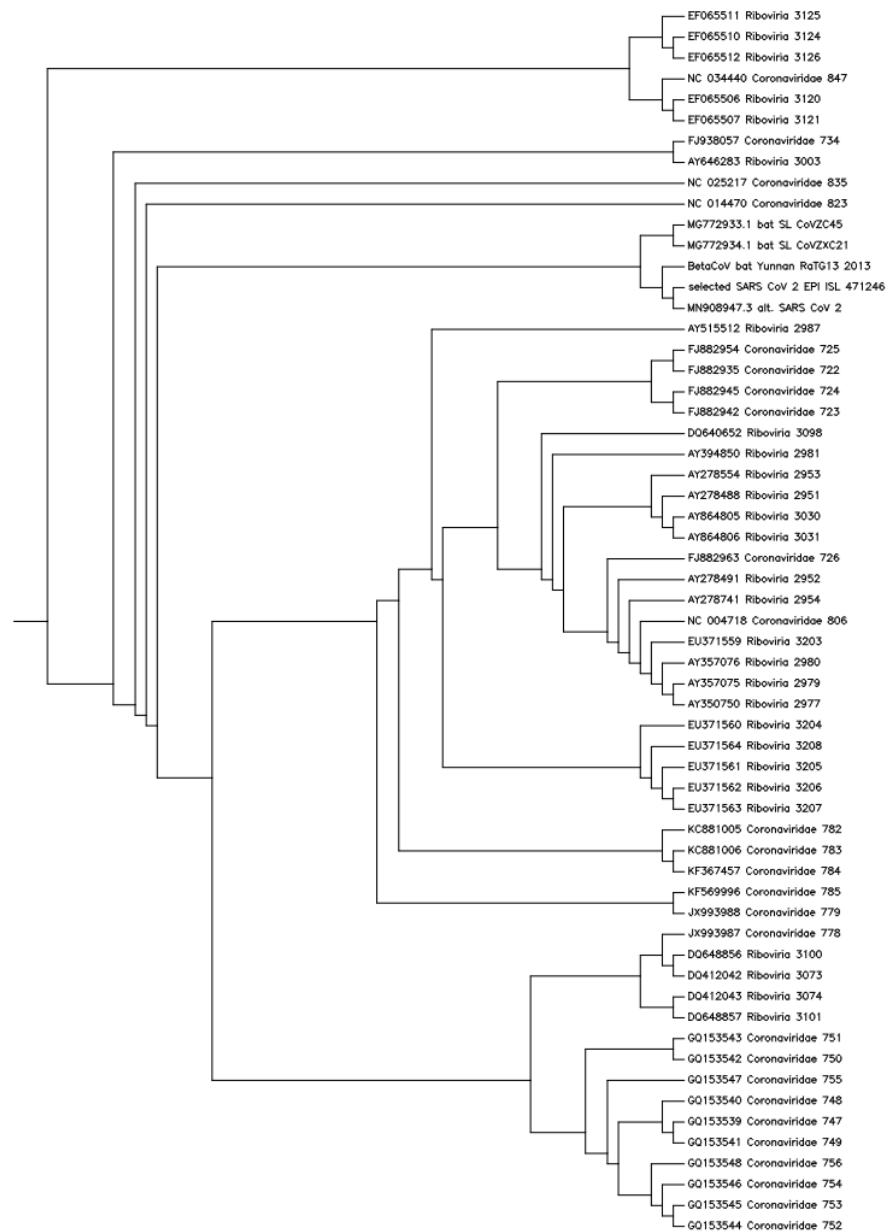 EF065511 Riboviria 3125
EF065510 Riboviria 3124
EF065512 Riboviria 3126
NC 034440 Coronaviridae 847
EF065506 Riboviria 3120
EF065507 Riboviria 3121
FJ938057 Coronaviridae 734
AY646283 Riboviria 3003
NC 025217 Coronaviridae 835
NC 014470 Coronaviridae 823
MG772933.1 bat SL CoVZC45
MG772934.1 bat SL CoVZXC21
BetaCoV bat Yunnan RaTG13 2013
selected SARS CoV 2 EPI ISL 471246
MN908947.3 alt. SARS CoV 2
AY515512 Riboviria 2987
FJ882954 Coronaviridae 725
FJ882935 Coronaviridae 722
FJ882945 Coronaviridae 724
FJ882942 Coronaviridae 723
DQ640652 Riboviria 3098
AY394850 Riboviria 2981
AY278554 Riboviria 2953
AY278488 Riboviria 2951
AY864805 Riboviria 3030
AY864806 Riboviria 3031
FJ882963 Coronaviridae 726
AY278491 Riboviria 2952
AY278741 Riboviria 2954
NC 004718 Coronaviridae 806
EU371559 Riboviria 3203
AY357076 Riboviria 2980
AY357075 Riboviria 2979
AY350750 Riboviria 2977
EU371560 Riboviria 3204
EU371564 Riboviria 3208
EU371561 Riboviria 3205
EU371562 Riboviria 3206
EU371563 Riboviria 3207
KC881005 Coronaviridae 782
KC881006 Coronaviridae 783
KF367457 Coronaviridae 784
KF569996 Coronaviridae 785
JX993988 Coronaviridae 779
JX993987 Coronaviridae 778
DQ648856 Riboviria 3100
DQ412042 Riboviria 3073
DQ412043 Riboviria 3074
DQ648857 Riboviria 3101
GQ153543 Coronaviridae 751
GQ153542 Coronaviridae 750
GQ153547 Coronaviridae 755
GQ153540 Coronaviridae 748
GQ153539 Coronaviridae 747
GQ153541 Coronaviridae 749
GQ153548 Coronaviridae 756
GQ153546 Coronaviridae 754
GQ153545 Coronaviridae 753
GQ153544 Coronaviridae 752